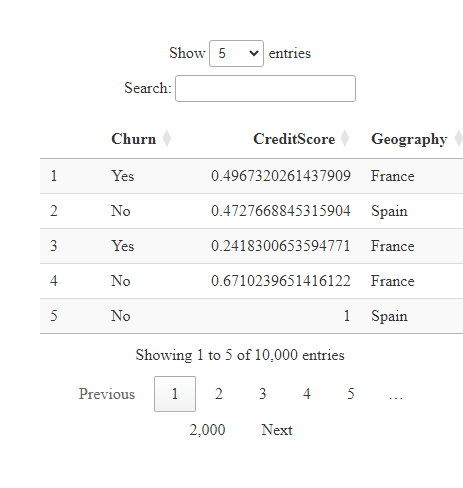 Show 5 entries
Search:
Churn CreditScore Geography
1 Yes 0.4967320261437909 France
2 No 0.4727668845315904 Spain
3 Yes 0.2418300653594771 France
4 No 0.6710239651416122 France
5 No 1 Spain
Showing 1 to 5 of 10,000 entries
Previous 1 2 3 4 5 …
2,000 Next